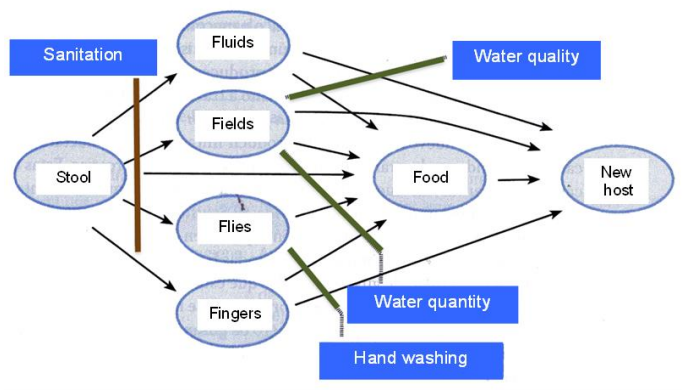 Fluids
Sanitation
Water quality
Fields
Stool
Food
New
host
Flies
Water quantity
Fingers
Hand washing